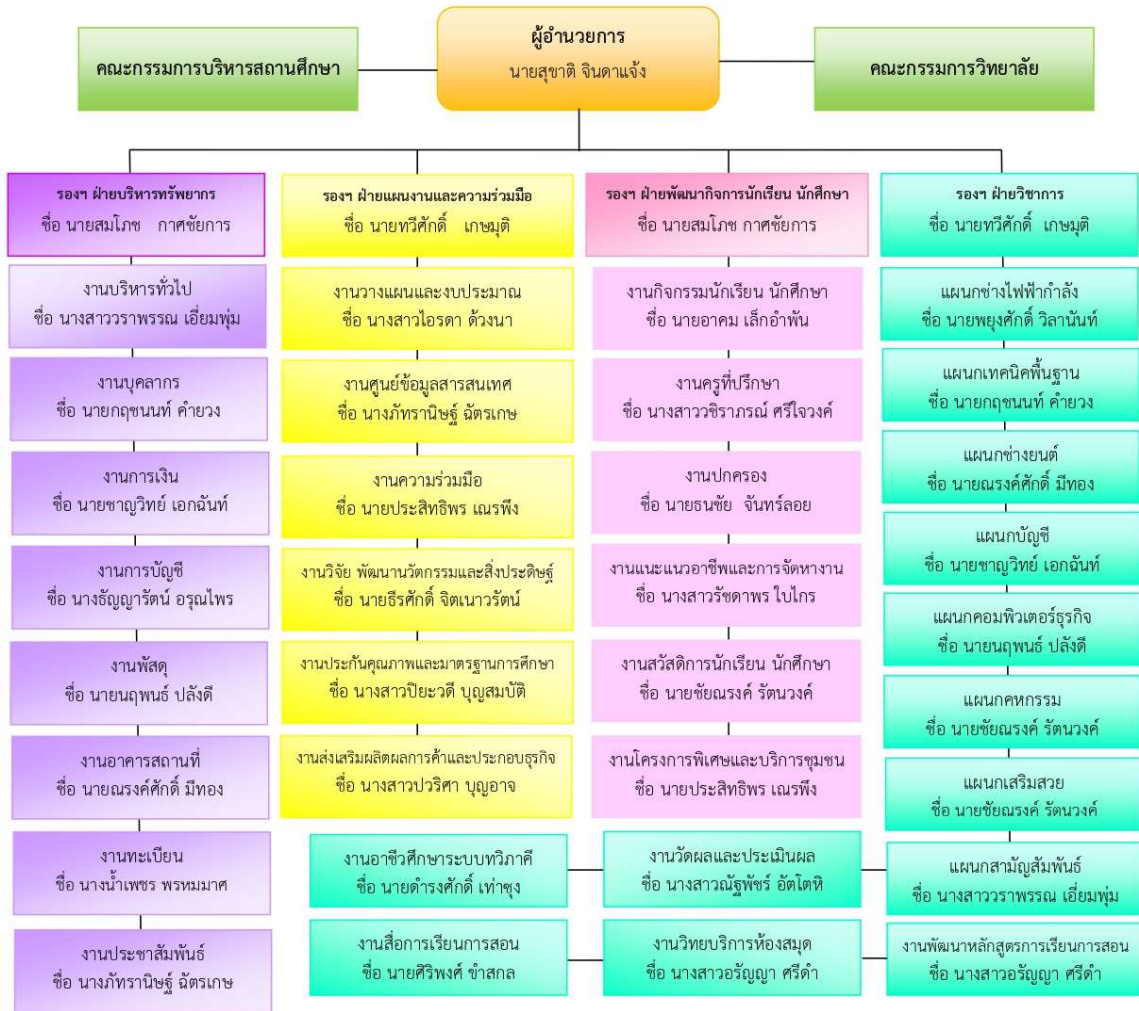 ผู้อำนวยการ
นายสุชาติ จินดาแจ้ง
คณะกรรมการบริหารสถานศึกษา
คณะกรรมการวิทยาลัย
รองฯ ฝ่ายบริหารทรัพยากร
ชื่อ นายสมโภช กาศชัยการ
งานบริหารทั่วไป
ชื่อ นางสาววราพรรณ เอี่ยมพุ่ม
งานบุคลากร
ชื่อ นายกฤชนนท์ คำยวง
งานการเงิน
ชื่อ นายชาญวิทย์ เอกฉันท์
งานการบัญชี
ชื่อ นางธัญญารัตน์ อรุณไพร
งานพัสดุ
ชื่อ นายนฤพนธ์ ปลังดี
งานอาคารสถานที่
ชื่อ นายณรงค์ศักดิ์ มีทอง
งานทะเบียน
ชื่อ นางน้ำเพชร พรหมมาศ
งานประชาสัมพันธ์
ชื่อ นางภัทรานิษฐ์ ฉัตรเกษ
รองฯ ฝ่ายแผนงานและความร่วมมือ
ชื่อ นายทวีศักดิ์ เกษมุติ
งานวางแผนและงบประมาณ
ชื่อ นางสาวไอรดา ด้วงนา
งานศูนย์ข้อมูลสารสนเทศ
ชื่อ นางภัทรานิษฐ์ ฉัตรเกษ
งานความร่วมมือ
ชื่อ นายประสิทธิพร เณรพึง
งานวิจัย พัฒนานวัตกรรมและสิ่งประดิษฐ์
ชื่อ นายธีรศักดิ์ จิตเนาวรัตน์
งานประกันคุณภาพและมาตรฐานการศึกษา
ชื่อ นางสาวปิยะวดี บุญสมบัติ
งานส่งเสริมผลิตผลการค้าและประกอบธุรกิจ
ชื่อ นางสาวปวริศา บุญอาจ
รองฯ ฝ่ายพัฒนากิจการนักเรียน นักศึกษา
ชื่อ นายสมโภช กาศชัยการ
งานกิจกรรมนักเรียน นักศึกษา
ชื่อ นายอาคม เล็กอำพัน
งานครูที่ปรึกษา
ชื่อ นางสาววชิราภรณ์ ศรีใจวงค์
งานปกครอง
ชื่อ นายธนชัย จันทร์ลอย
งานแนะแนวอาชีพและการจัดหางาน
ชื่อ นางสาวรัชดาพร ใบไกร
งานสวัสดิการนักเรียน นักศึกษา
ชื่อ นายชัยณรงค์ รัตนวงค์
งานโครงการพิเศษและบริการชุมชน
ชื่อ นายประสิทธิพร เณรพึง
รองฯ ฝ่ายวิชาการ
ชื่อ นายทวีศักดิ์ เกษมุติ
แผนกช่างไฟฟ้ากำลัง
ชื่อ นายพยุงศักดิ์ วิลานันท์
แผนกเทคนิคพื้นฐาน
ชื่อ นายกฤชนนท์ คำยวง
แผนกช่างยนต์
ชื่อ นายณรงค์ศักดิ์ มีทอง
แผนกบัญชี
ชื่อ นายชาญวิทย์ เอกฉันท์
แผนกคอมพิวเตอร์ธุรกิจ
ชื่อ นายนฤพนธ์ ปลังดี
แผนกคหกรรม
ชื่อ นายชัยณรงค์ รัตนวงค์
แผนกเสริมสวย
ชื่อ นายชัยณรงค์ รัตนวงค์
แผนกสามัญสัมพันธ์
ชื่อ นางสาววราพรรณ เอี่ยมพุ่ม
งานวัดผลและประเมินผล
ชื่อ นางสาวณัฐพัชร์ อัตโตหิ
งานอาชีวศึกษาระบบทวิภาคี
ชื่อ นายดำรงศักดิ์ เท่าซุง
งานสื่อการเรียนการสอน
ชื่อ นายศิริพงศ์ ขำสกล
งานวิทยบริการห้องสมุด
ชื่อ นางสาวอรัญญา ศรีดำ
งานพัฒนาหลักสูตรการเรียนการสอน
ชื่อ นางสาวอรัญญา ศรีดำ